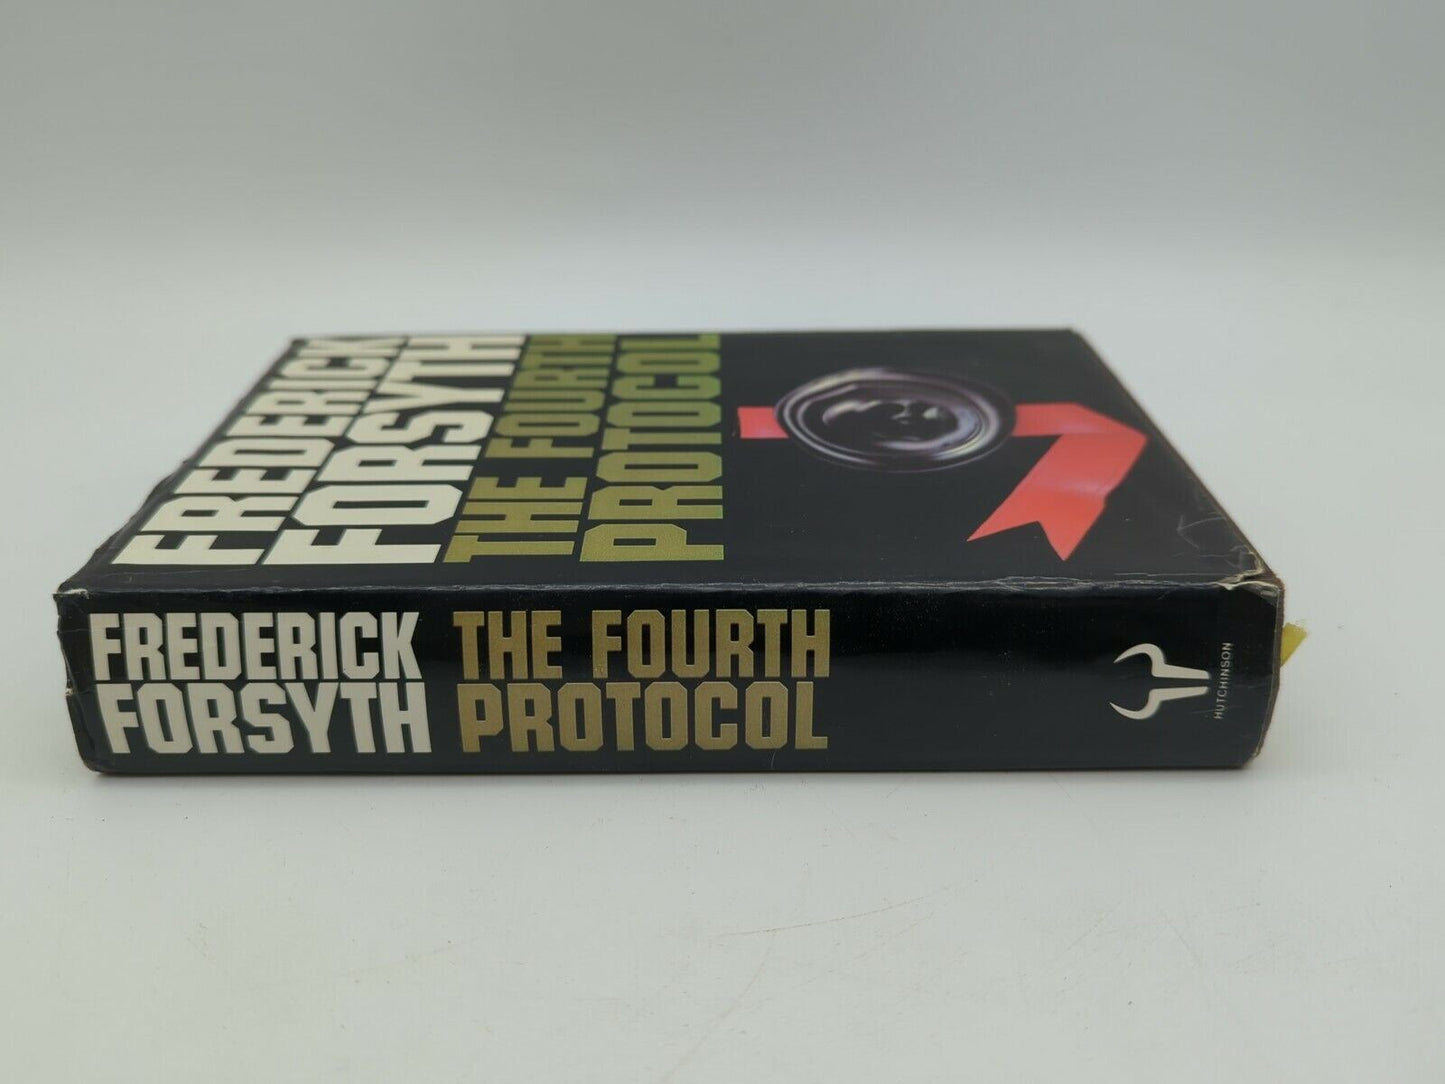 FREDERICK
FORSYTH
THE FOURTH
PROTOCOL
FREDERICK
FORSYTH
THE FOURTH
PROTOCOL
HUTCHINSON